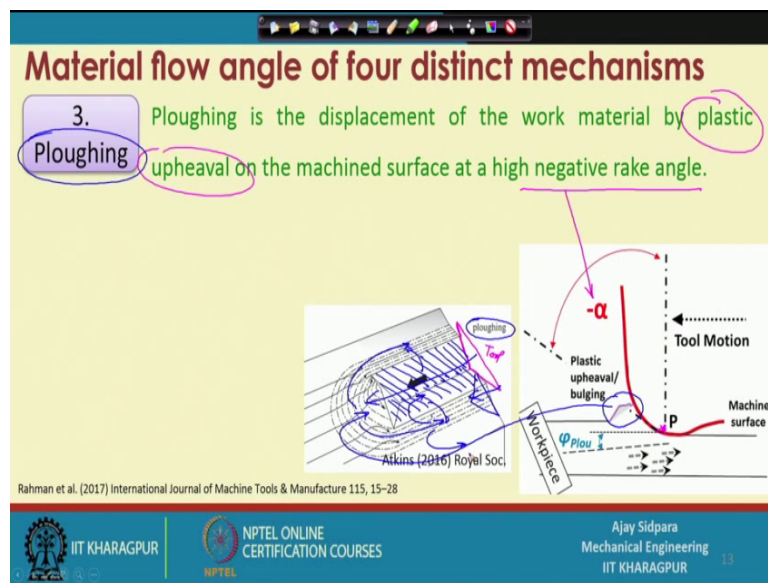 Material flow angle of four distinct mechanisms
3.
Ploughing
Ploughing is the displacement of the work material by plastic
upheaval on the machined surface at a high negative rake angle.
ploughing
Tool
Atkins (2016) Royal Soc.
-α
Tool Motion
Plastic
upheaval/
bulging
P
Machine
surface
φPlou
Workpiece
Rahman et al. (2017) International Journal of Machine Tools & Manufacture 115, 15–28
IIT KHARAGPUR
NPTEL
NPTEL ONLINE
CERTIFICATION COURSES
Ajay Sidpara
Mechanical Engineering
IIT KHARAGPUR
13